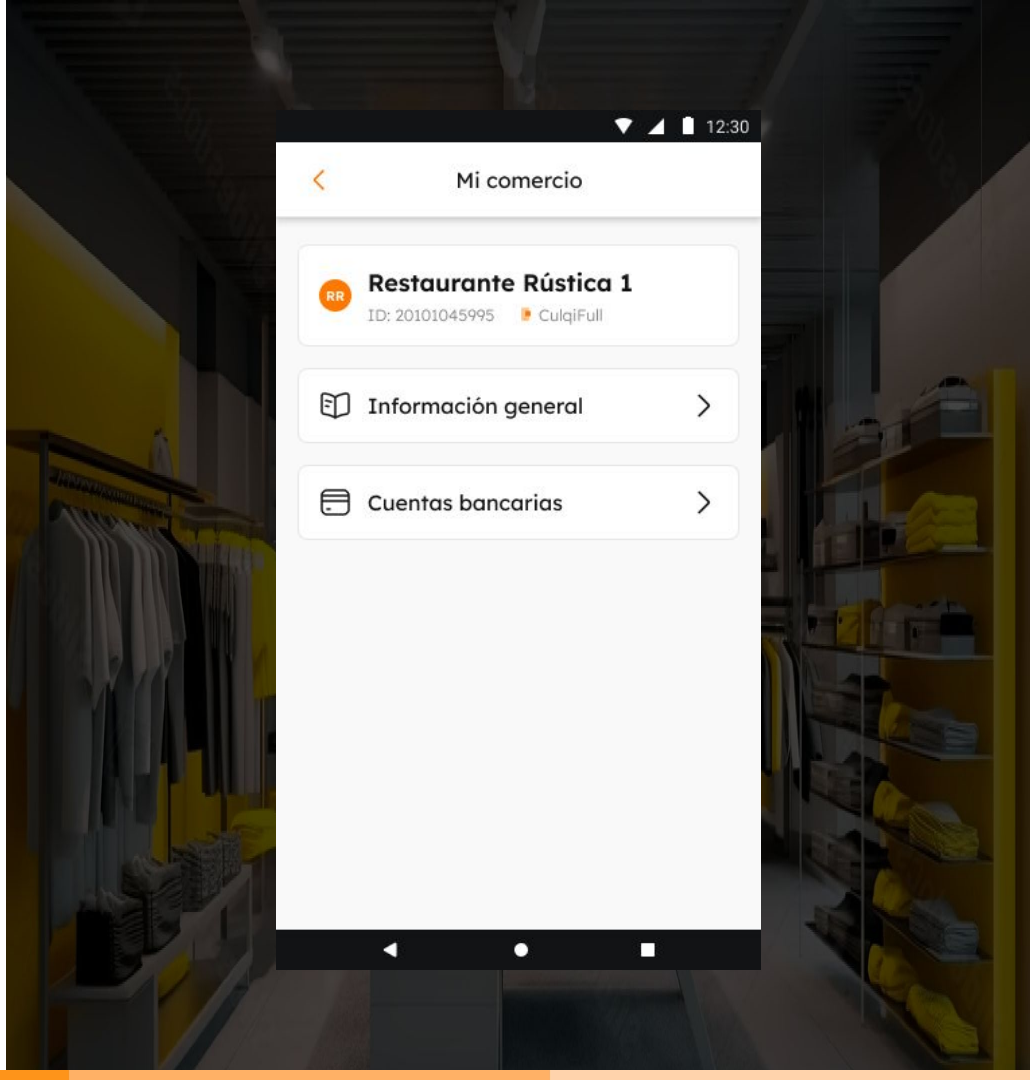 12:30
Mi comercio
RR
Restaurante Rústica 1
ID: 20101045995 CulqiFull
Información general
Cuentas bancarias